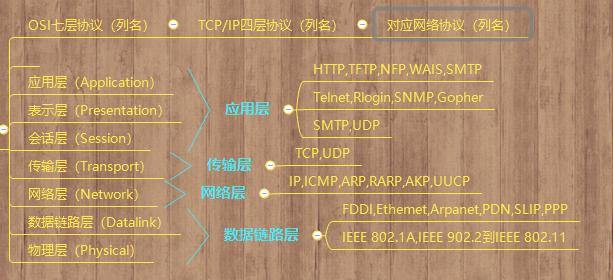 OSI七层协议（列名） TCP/IP四层协议（列名） 对应网络协议（列名）
应用层（Application）
表示层（Presentation）
会话层（Session）
应用层
HTTP,TFTP,NFP,WAIS,SMTP
Telnet,Rlogin,SNMP,Gopher
SMTP,UDP
传输层（Transport） 传输层 TCP,UDP
网络层（Network） 网络层 IP,ICMP,ARP,RARP,AKP,UUCP
数据链路层（Datalink）
物理层（Physical）
数据链路层
FDDI,Ethemet,Arpanet,PDN,SLIP,PPP
IEEE 802.1A,IEEE 902.2到IEEE 802.11